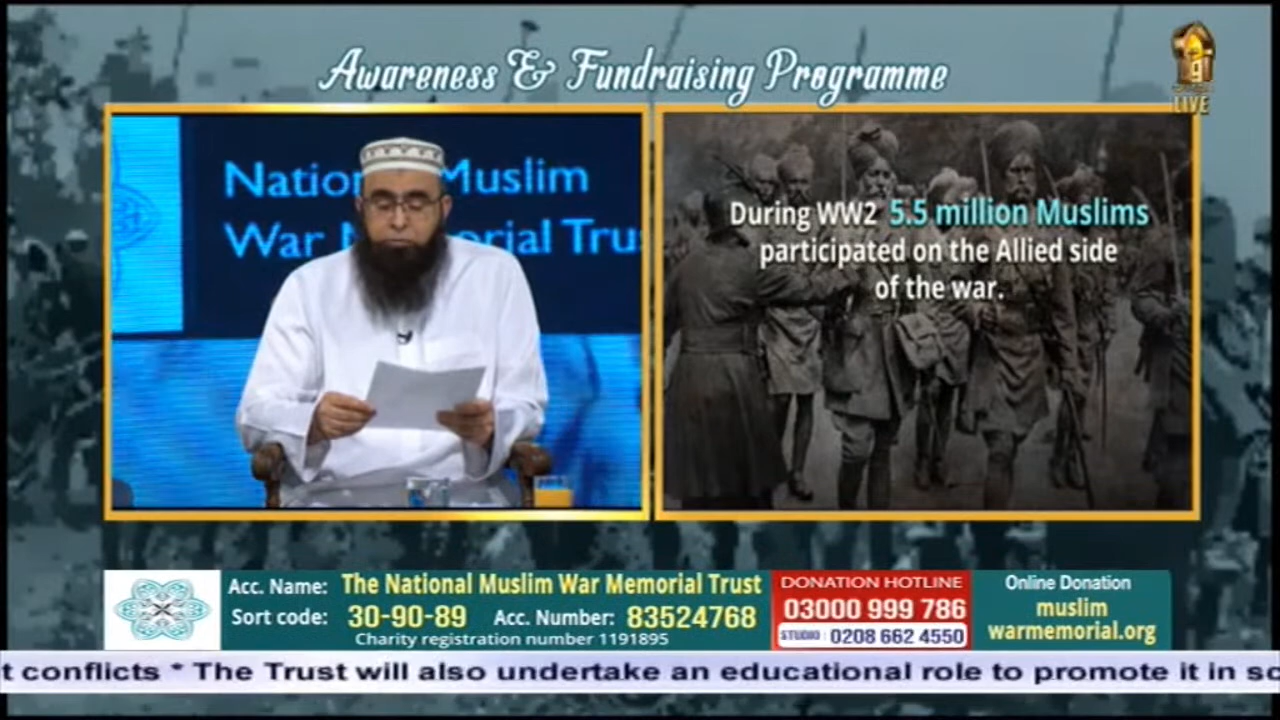 Awareness & Fundraising Programme
LIVE
Nation Muslim
War M orial Trus
During WW2 5.5 million Muslims
participated on the Allied side
of the war.
Acc. Name: The National Muslim War Memorial Trust
Sort code: 30-90-89 Acc. Number: 83524768
Charity registration number 1191895
DONATION HOTLINE
03000 999 786
STUDIO : 0208 662 4550
Online Donation
muslim
warmemorial.org
t conflicts * The Trust will also undertake an educational role to promote it in sc